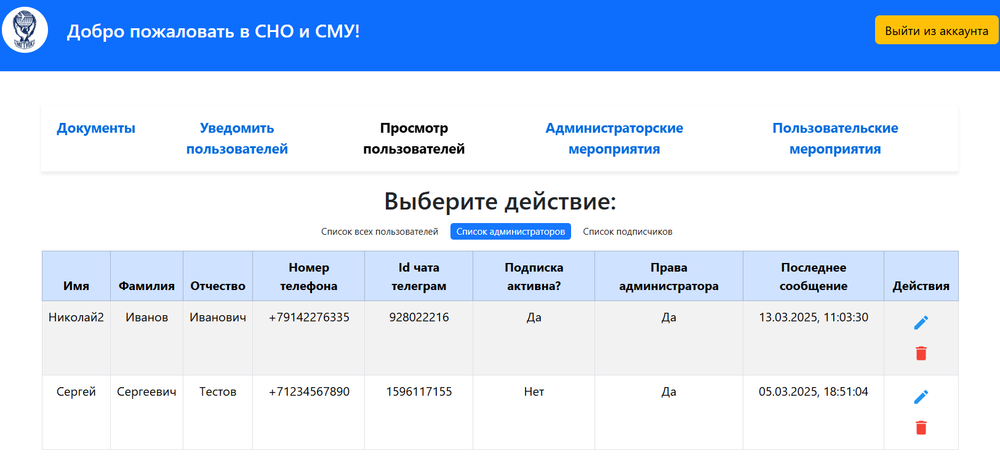 МГТУГА
Добро пожаловать в СНО и СМУ!
Выйти из аккаунта
Документы
Уведомить
пользователей
Просмотр
пользователей
Администраторские
мероприятия
Пользовательские
мероприятия
Выберите действие:
Список всех пользователей Список администраторов Список подписчиков
Имя
Фамилия
Отчество
Номер
телефона
Id чата
телеграм
Подписка
активна?
Права
администратора
Последнее
сообщение
Действия
Николай2 Иванов Иванович +79142276335 928022216 Да Да 13.03.2025, 11:03:30
Сергей Сергеевич Тестов +71234567890 1596117155 Нет Да 05.03.2025, 18:51:04